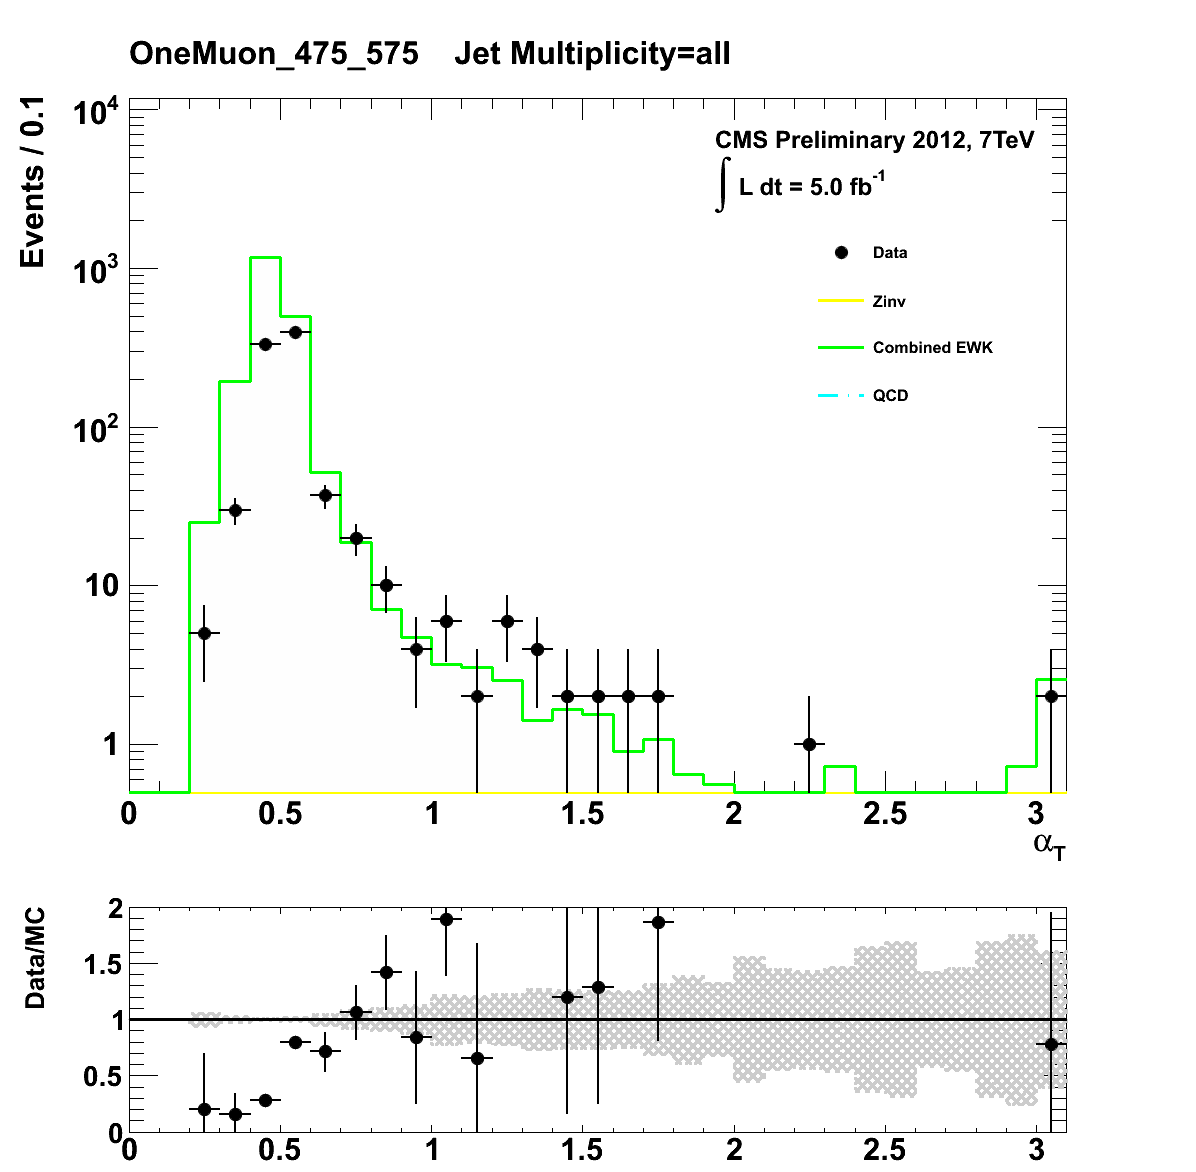 OneMuon_475_575 Jet Multiplicity=all
Events / 0.1
10⁴
10³
10²
10
1
CMS Preliminary 2012, 7TeV
∫ L dt = 5.0 fb⁻¹
Data
Zinv
Combined EWK
QCD
0 0.5 1 1.5 2 2.5 3
α_T
Data/MC
2
1.5
1
0.5
0
0 0.5 1 1.5 2 2.5 3